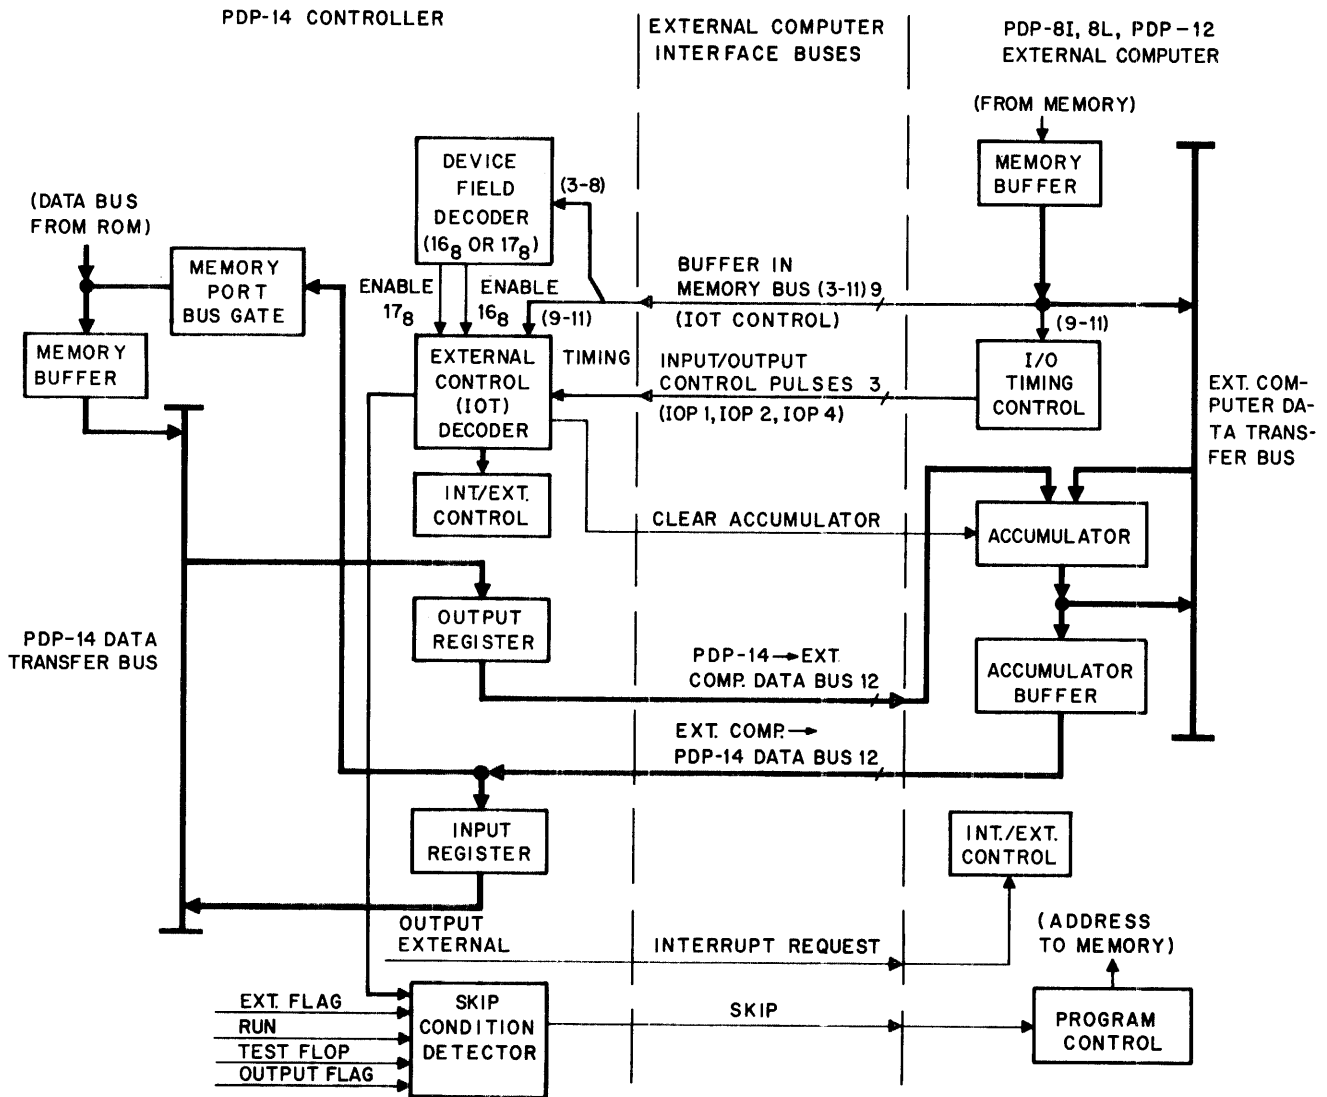 PDP-14 CONTROLLER
EXTERNAL COMPUTER
INTERFACE BUSES
PDP-8I, 8L, PDP-12
EXTERNAL COMPUTER
(FROM MEMORY)
MEMORY
BUFFER
DEVICE
FIELD
DECODER
(16₈ OR 17₈)
(3-8)
(DATA BUS
FROM ROM)
MEMORY
PORT
BUS GATE
ENABLE
17₈
ENABLE
16₈
(9-11)
BUFFER IN
MEMORY BUS (3-11) 9
(IOT CONTROL)
(9-11)
MEMORY
BUFFER
EXTERNAL
CONTROL
(IOT)
DECODER
TIMING
INPUT/OUTPUT
CONTROL PULSES 3
(IOP 1, IOP 2, IOP 4)
I/O
TIMING
CONTROL
EXT. COM-
PUTER DA-
TA TRANS-
FER BUS
INT./EXT.
CONTROL
CLEAR ACCUMULATOR
ACCUMULATOR
OUTPUT
REGISTER
PDP-14 DATA
TRANSFER BUS
PDP-14→EXT.
COMP. DATA BUS 12
ACCUMULATOR
BUFFER
EXT. COMP.→
PDP-14 DATA BUS 12
INPUT
REGISTER
INT./EXT.
CONTROL
OUTPUT
EXTERNAL
INTERRUPT REQUEST
(ADDRESS
TO MEMORY)
EXT. FLAG
RUN
TEST FLOP
OUTPUT FLAG
SKIP
CONDITION
DETECTOR
SKIP
PROGRAM
CONTROL